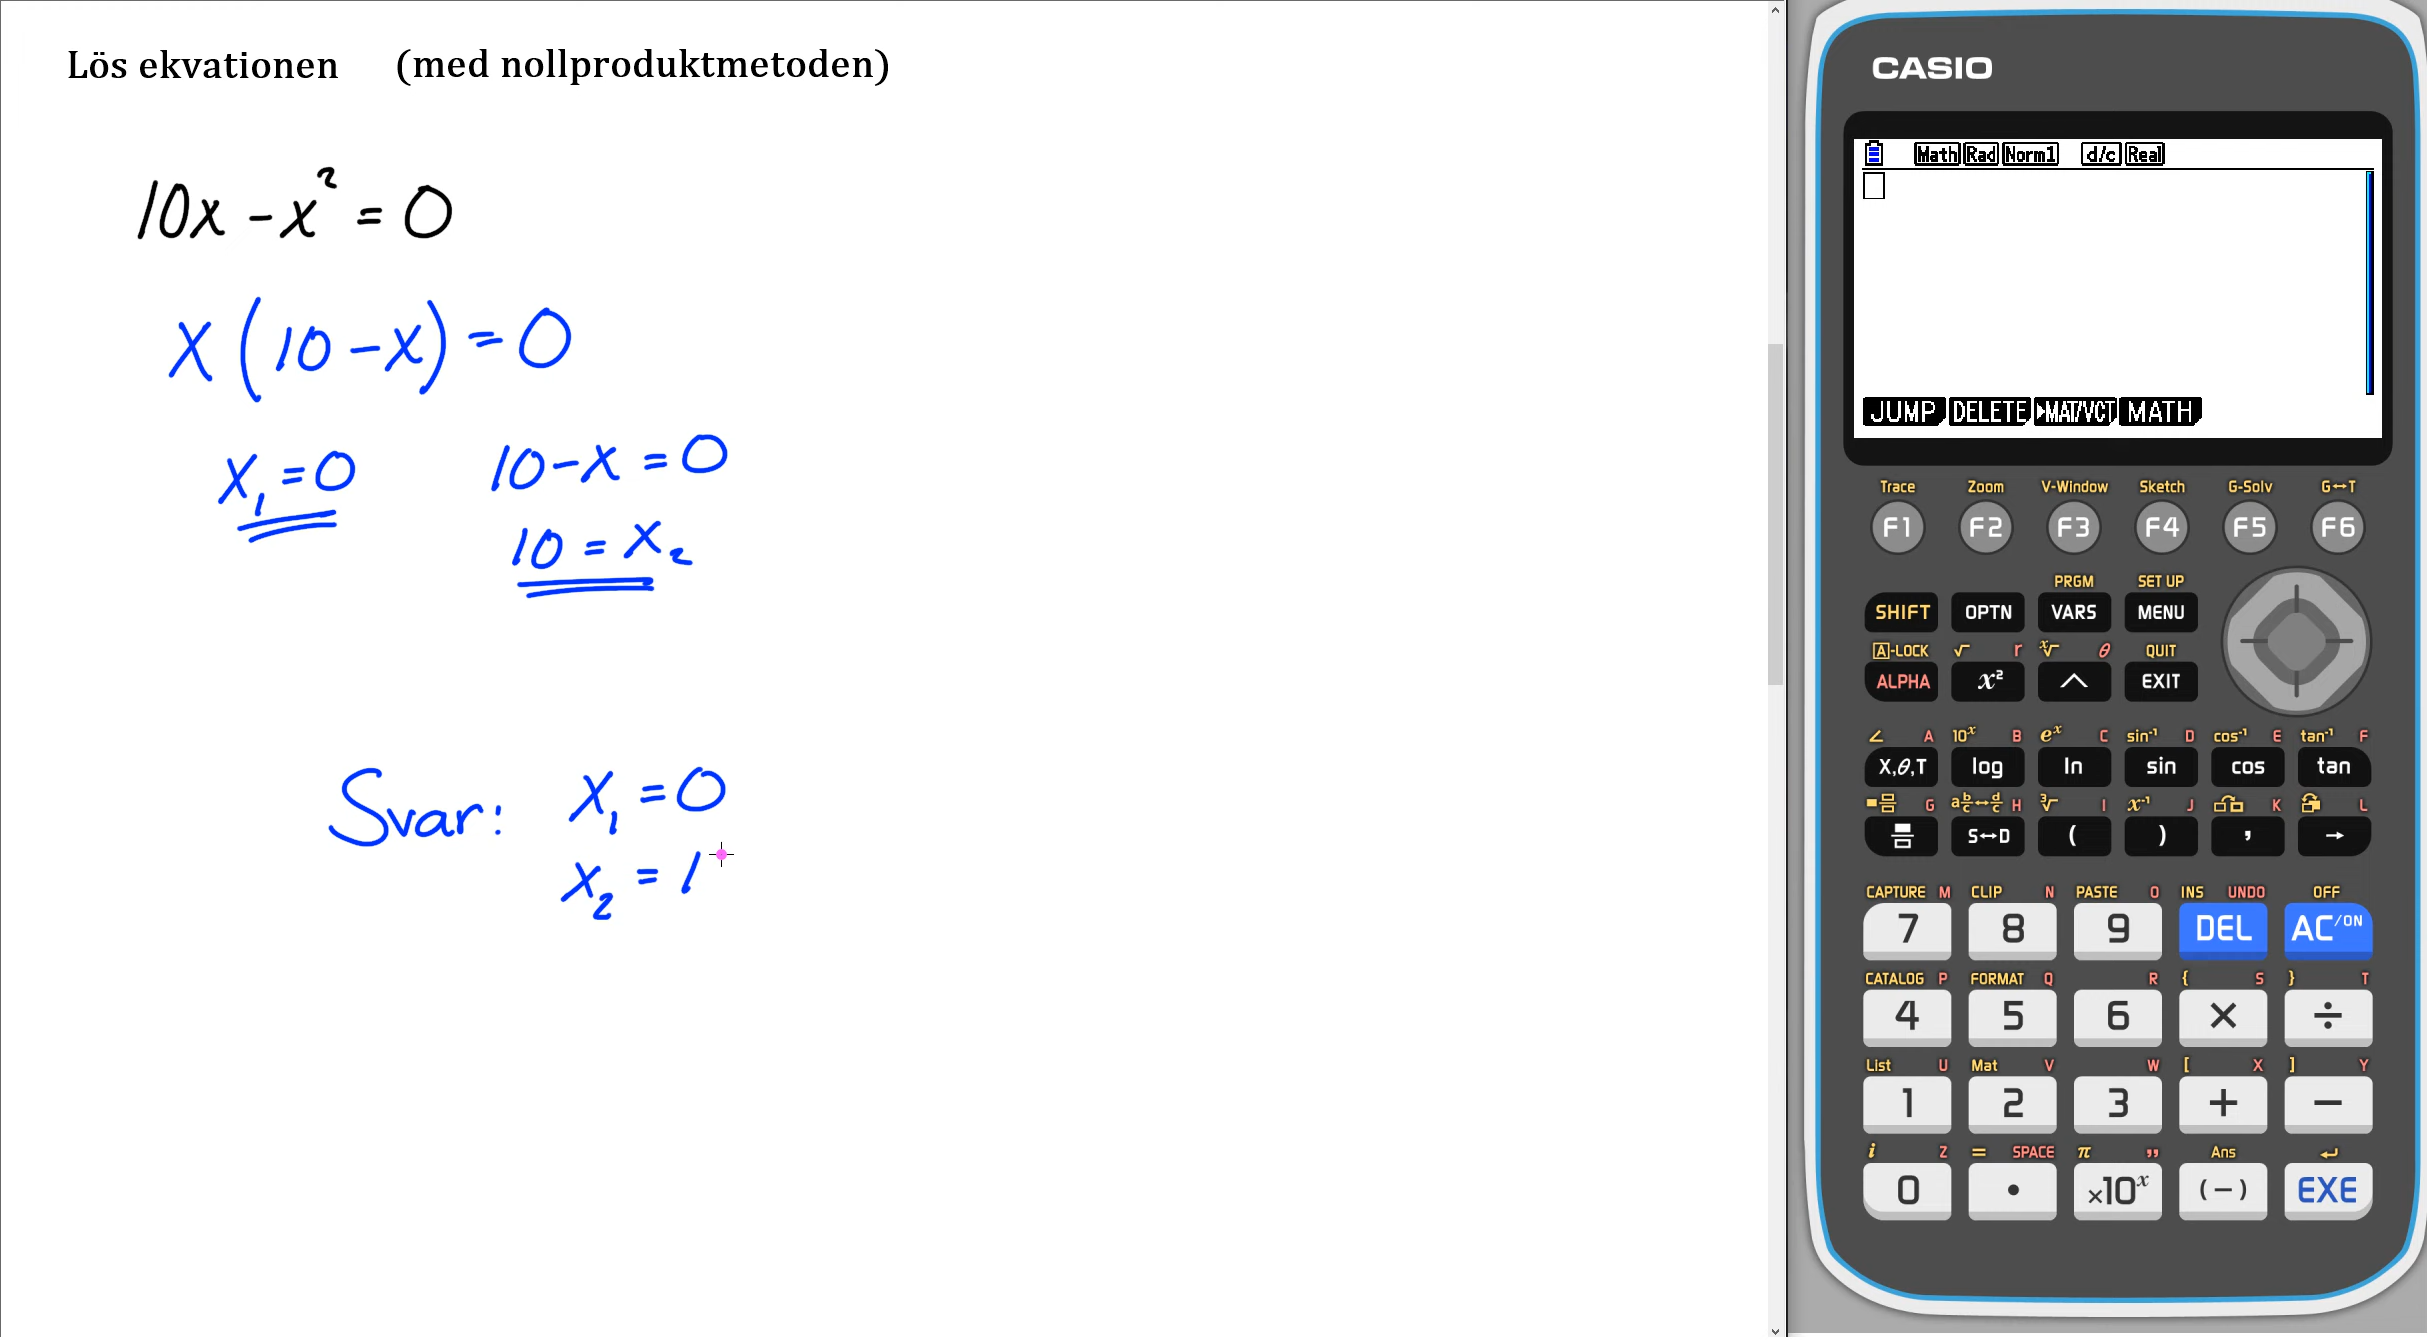 Lös ekvationen (med nollproduktmetoden)
10x - x² = 0
x(10 - x) = 0
x₁ = 0 10 - x = 0
10 = x₂
Svar: x₁ = 0
x₂ = 1
CASIO
Math Rad Norm1 d/c Real
JUMP DELETE ▸MAT/VCT MATH
Trace Zoom V-Window Sketch G-Solv G↔T
F1 F2 F3 F4 F5 F6
PRGM SET UP
SHIFT OPTN VARS MENU
A-LOCK √ r ˣ√ θ QUIT
ALPHA x² ^ EXIT
∠ A 10ˣ B eˣ C sin⁻¹ D cos⁻¹ E tan⁻¹ F
X,θ,T log ln sin cos tan
G a b/c↔d/c H ³√ I x⁻¹ J K L
S↔D ( ) , →
CAPTURE M CLIP N PASTE O INS UNDO OFF
7 8 9 DEL AC/ON
CATALOG P FORMAT Q R { S } T
4 5 6 × ÷
List U Mat V W [ X ] Y
1 2 3 + −
i Z = SPACE π " Ans ↵
0 • ×10ˣ (−) EXE